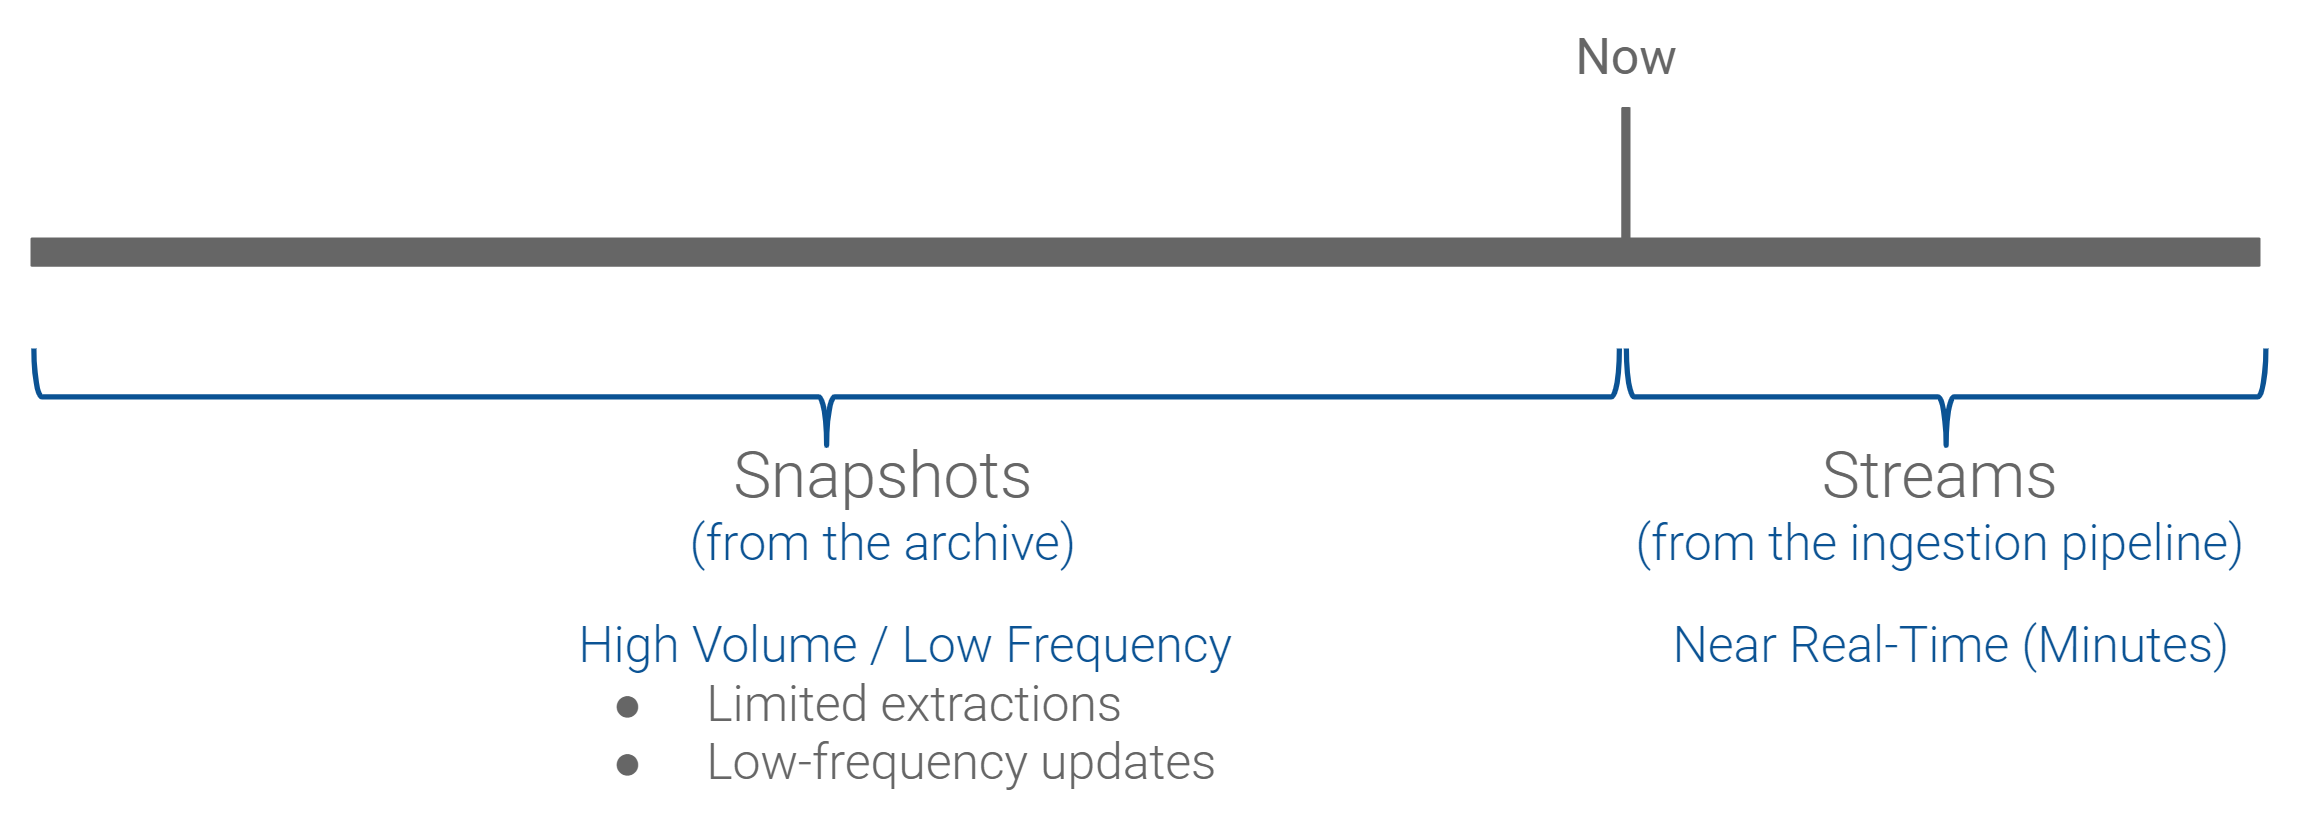 Now
Snapshots
(from the archive)
High Volume / Low Frequency
● Limited extractions
● Low-frequency updates
Streams
(from the ingestion pipeline)
Near Real-Time (Minutes)